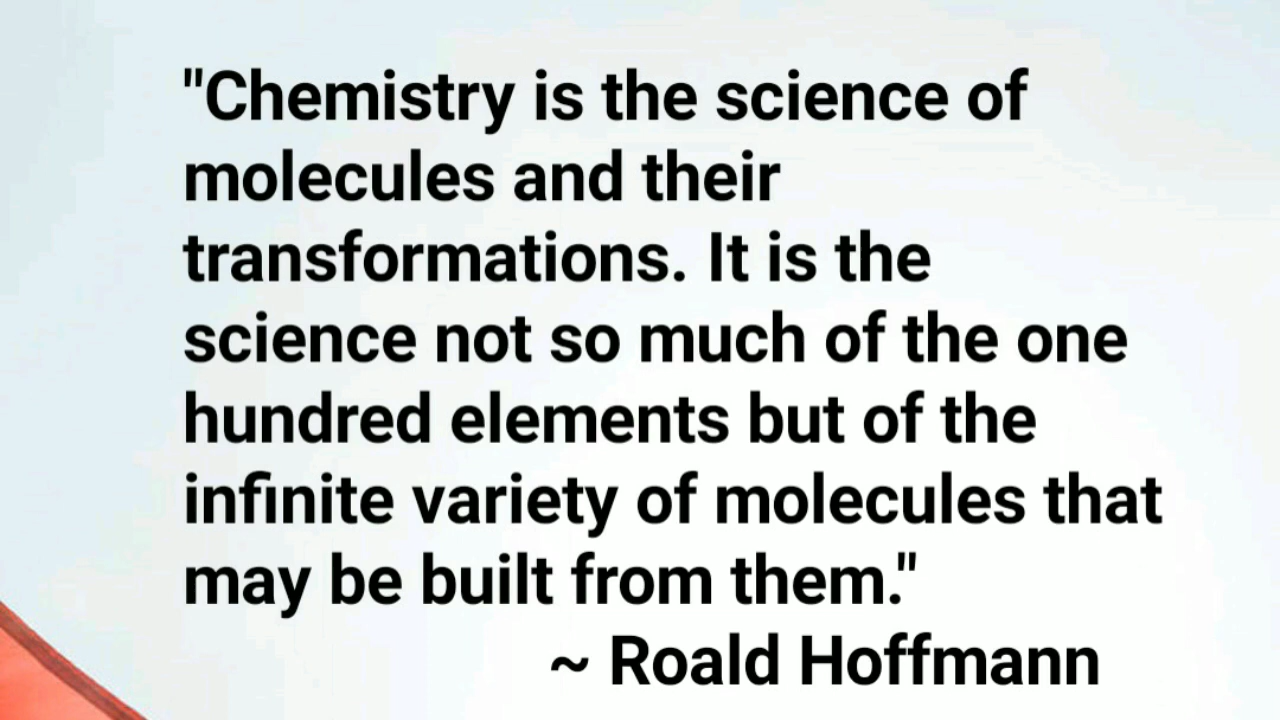 "Chemistry is the science of
molecules and their
transformations. It is the
science not so much of the one
hundred elements but of the
infinite variety of molecules that
may be built from them."
~ Roald Hoffmann